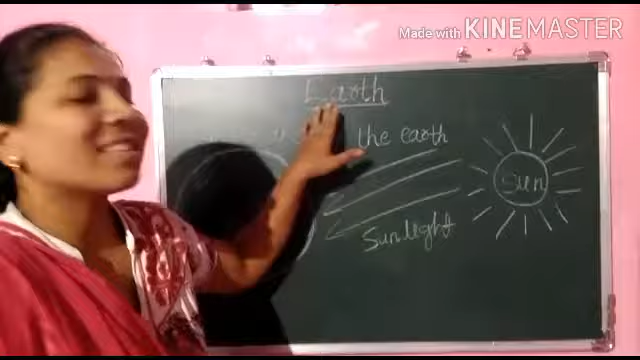 Made with KINEMASTER
Earth
the earth
Sun
Sunlight